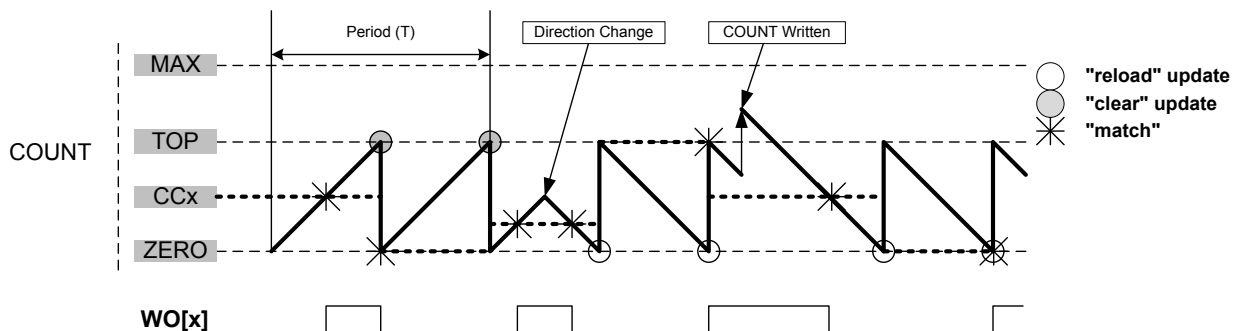 Period (T)
Direction Change
COUNT Written
MAX
"reload" update
"clear" update
TOP
"match"
COUNT
CCx
ZERO
WO[x]